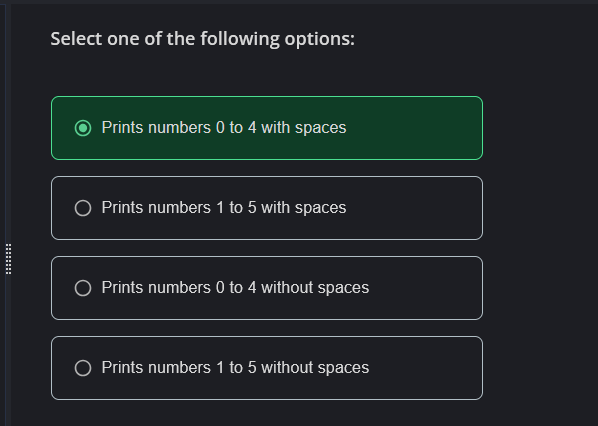 Select one of the following options:
Prints numbers 0 to 4 with spaces
Prints numbers 1 to 5 with spaces
Prints numbers 0 to 4 without spaces
Prints numbers 1 to 5 without spaces